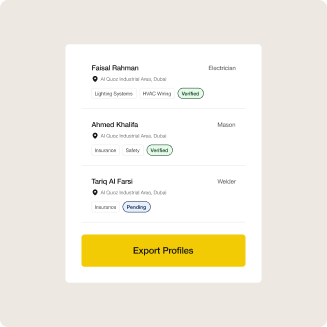 Faisal Rahman Electrician
Al Quoz Industrial Area, Dubai
Lighting Systems HVAC Wiring Verified
Ahmed Khalifa Mason
Al Quoz Industrial Area, Dubai
Insurance Safety Verified
Tariq Al Farsi Welder
Al Quoz Industrial Area, Dubai
Insurance Pending
Export Profiles